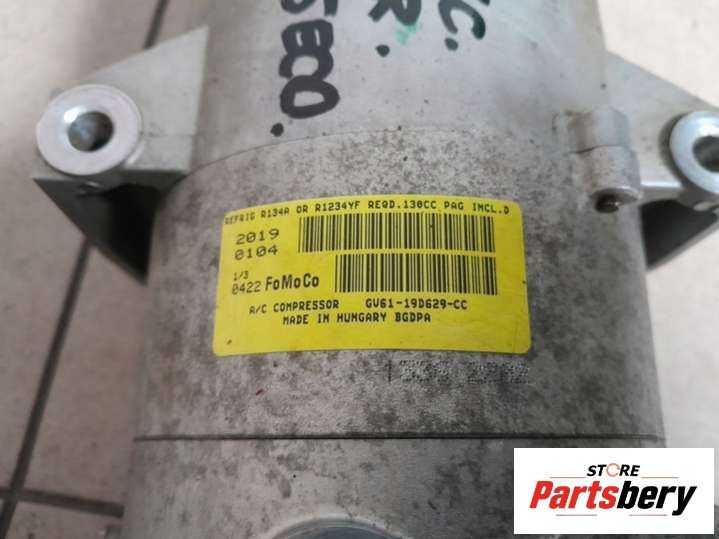 C.
R.
SECO.
REFRIG R134A OR R1234YF REQD.130CC PAG INCL.D
2019
0104
1/3
0422 FoMoCo
A/C COMPRESSOR GV61-19D629-CC
MADE IN HUNGARY BGDPA
STORE
Partsbery